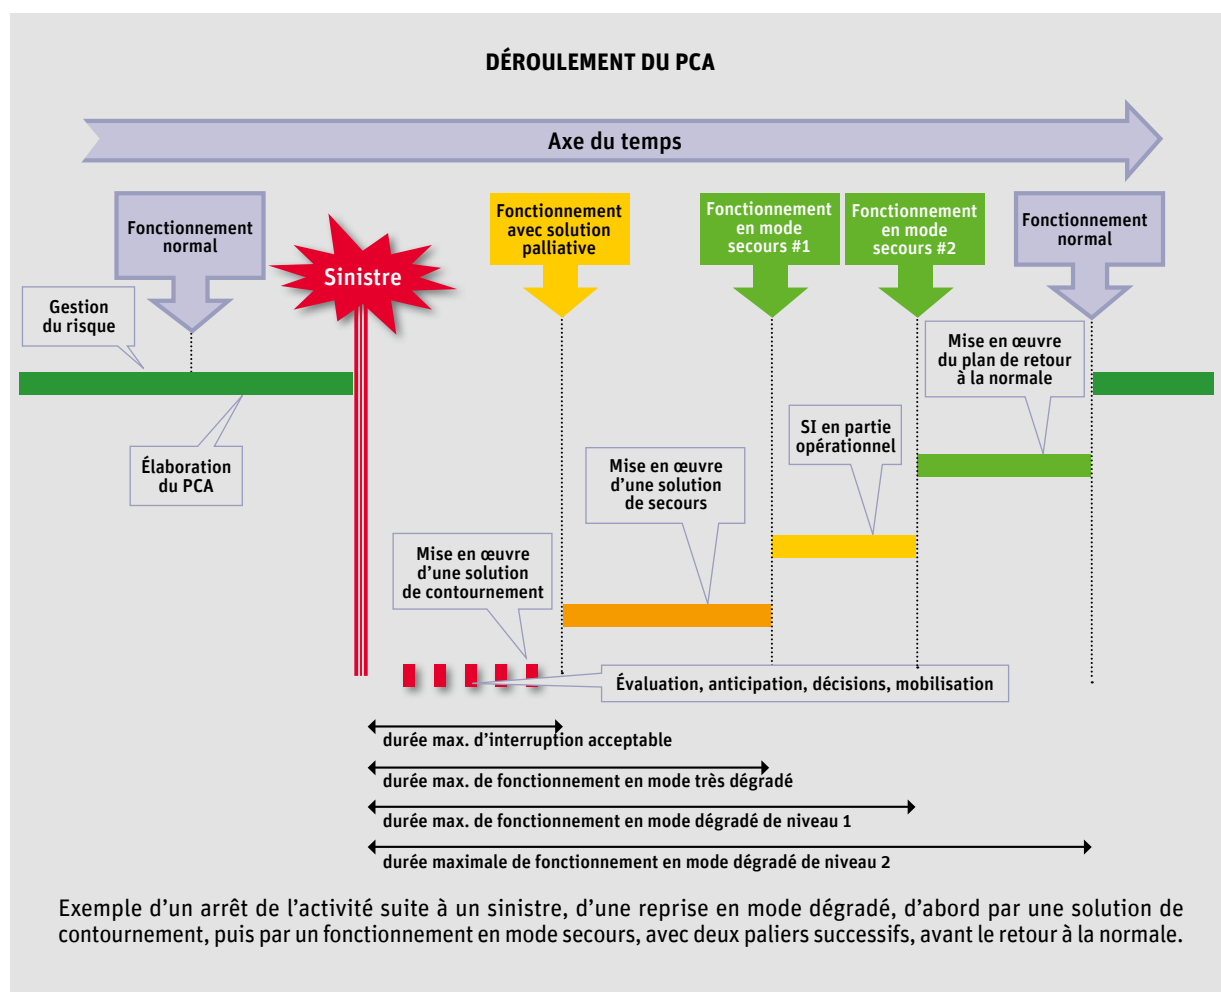 DÉROULEMENT DU PCA
Axe du temps
Fonctionnement
normal
Sinistre
Fonctionnement
avec solution
palliative
Fonctionnement
en mode
secours #1
Fonctionnement
en mode
secours #2
Fonctionnement
normal
Gestion
du risque
Élaboration
du PCA
Mise en œuvre
du plan de retour
à la normale
SI en partie
opérationnel
Mise en œuvre
d’une solution
de secours
Mise en œuvre
d’une solution
de contournement
Évaluation, anticipation, décisions, mobilisation
durée max. d’interruption acceptable
durée max. de fonctionnement en mode très dégradé
durée max. de fonctionnement en mode dégradé de niveau 1
durée maximale de fonctionnement en mode dégradé de niveau 2
Exemple d’un arrêt de l’activité suite à un sinistre, d’une reprise en mode dégradé, d’abord par une solution de
contournement, puis par un fonctionnement en mode secours, avec deux paliers successifs, avant le retour à la normale.